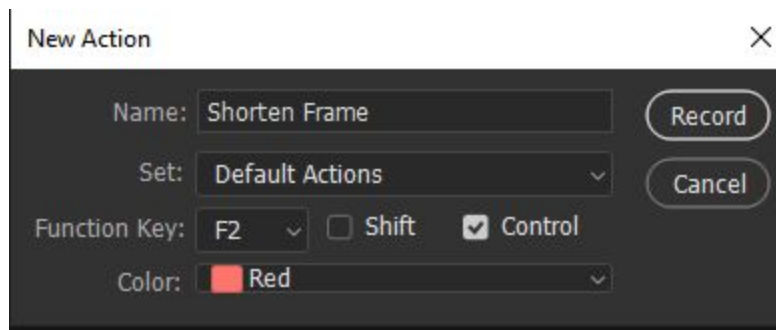 New Action
Name: Shorten Frame
Record
Set: Default Actions
Cancel
Function Key: F2 Shift Control
Color: Red